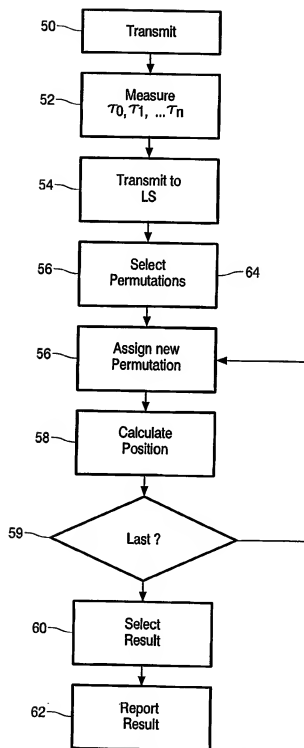 50
Transmit
52
Measure
τ0, τ1, ... τn
54
Transmit to
LS
56
Select
Permutations
64
56
Assign new
Permutation
58
Calculate
Position
59
Last ?
60
Select
Result
62
Report
Result